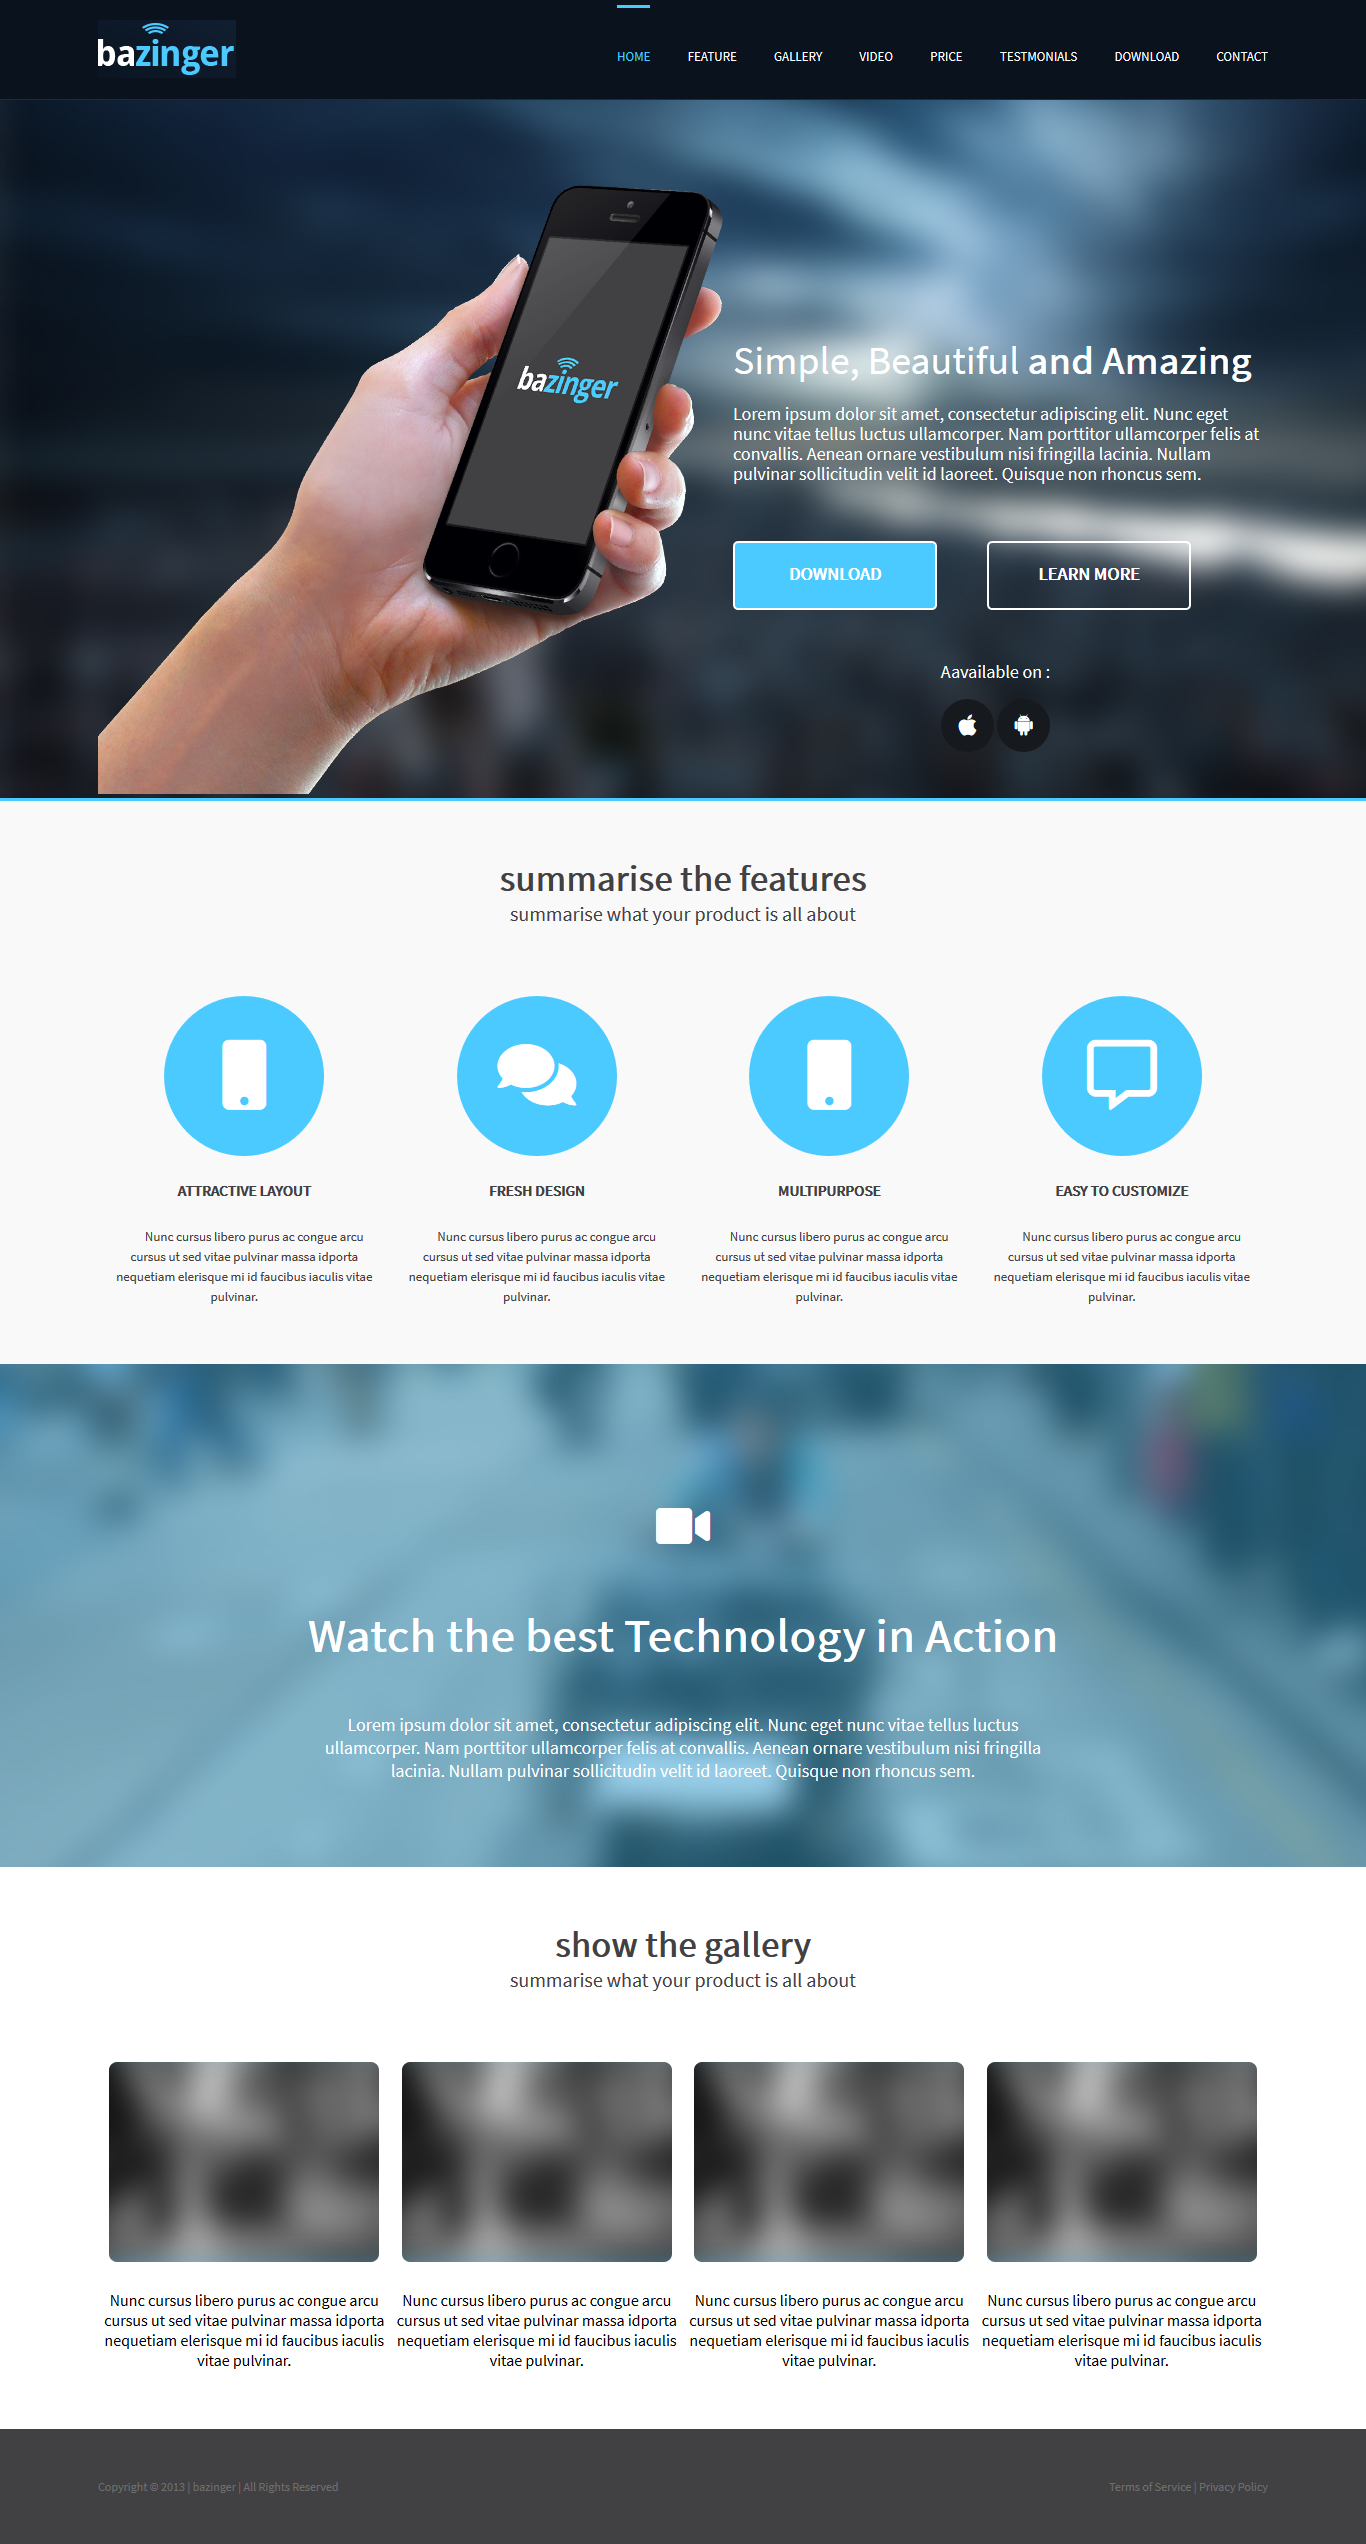 bazinger
HOME FEATURE GALLERY VIDEO PRICE TESTMONIALS DOWNLOAD CONTACT
bazinger
Simple, Beautiful and Amazing
Lorem ipsum dolor sit amet, consectetur adipiscing elit. Nunc eget
nunc vitae tellus luctus ullamcorper. Nam porttitor ullamcorper felis at
convallis. Aenean ornare vestibulum nisi fringilla lacinia. Nullam
pulvinar sollicitudin velit id laoreet. Quisque non rhoncus sem.
DOWNLOAD
LEARN MORE
Aavailable on :
summarise the features
summarise what your product is all about
ATTRACTIVE LAYOUT
Nunc cursus libero purus ac congue arcu
cursus ut sed vitae pulvinar massa idporta
nequetiam elerisque mi id faucibus iaculis vitae
pulvinar.
FRESH DESIGN
Nunc cursus libero purus ac congue arcu
cursus ut sed vitae pulvinar massa idporta
nequetiam elerisque mi id faucibus iaculis vitae
pulvinar.
MULTIPURPOSE
Nunc cursus libero purus ac congue arcu
cursus ut sed vitae pulvinar massa idporta
nequetiam elerisque mi id faucibus iaculis vitae
pulvinar.
EASY TO CUSTOMIZE
Nunc cursus libero purus ac congue arcu
cursus ut sed vitae pulvinar massa idporta
nequetiam elerisque mi id faucibus iaculis vitae
pulvinar.
Watch the best Technology in Action
Lorem ipsum dolor sit amet, consectetur adipiscing elit. Nunc eget nunc vitae tellus luctus
ullamcorper. Nam porttitor ullamcorper felis at convallis. Aenean ornare vestibulum nisi fringilla
lacinia. Nullam pulvinar sollicitudin velit id laoreet. Quisque non rhoncus sem.
show the gallery
summarise what your product is all about
Nunc cursus libero purus ac congue arcu
cursus ut sed vitae pulvinar massa idporta
nequetiam elerisque mi id faucibus iaculis
vitae pulvinar.
Nunc cursus libero purus ac congue arcu
cursus ut sed vitae pulvinar massa idporta
nequetiam elerisque mi id faucibus iaculis
vitae pulvinar.
Nunc cursus libero purus ac congue arcu
cursus ut sed vitae pulvinar massa idporta
nequetiam elerisque mi id faucibus iaculis
vitae pulvinar.
Nunc cursus libero purus ac congue arcu
cursus ut sed vitae pulvinar massa idporta
nequetiam elerisque mi id faucibus iaculis
vitae pulvinar.
Copyright © 2013 | bazinger | All Rights Reserved
Terms of Service | Privacy Policy